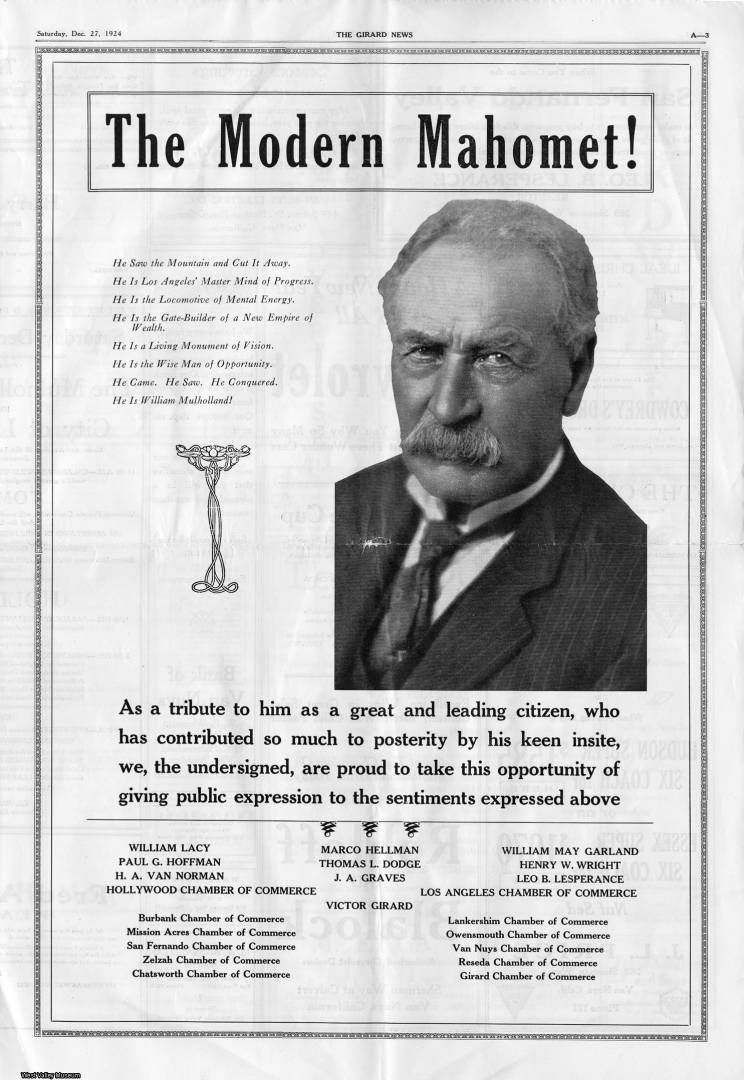 Saturday, Dec. 27, 1924
THE GIRARD NEWS
A—3
The Modern Mahomet!
He Saw the Mountain and Cut It Away.
He Is Los Angeles' Master Mind of Progress.
He Is the Locomotive of Mental Energy.
He Is the Gate-Builder of a New Empire of
Wealth.
He Is a Living Monument of Vision.
He Is the Wise Man of Opportunity.
He Came. He Saw. He Conquered.
He Is William Mulholland!
As a tribute to him as a great and leading citizen, who
has contributed so much to posterity by his keen insite,
we, the undersigned, are proud to take this opportunity of
giving public expression to the sentiments expressed above
WILLIAM LACY
PAUL G. HOFFMAN
H. A. VAN NORMAN
HOLLYWOOD CHAMBER OF COMMERCE
MARCO HELLMAN
THOMAS L. DODGE
J. A. GRAVES
WILLIAM MAY GARLAND
HENRY W. WRIGHT
LEO B. LESPERANCE
LOS ANGELES CHAMBER OF COMMERCE
VICTOR GIRARD
Burbank Chamber of Commerce
Mission Acres Chamber of Commerce
San Fernando Chamber of Commerce
Zelzah Chamber of Commerce
Chatsworth Chamber of Commerce
Lankershim Chamber of Commerce
Owensmouth Chamber of Commerce
Van Nuys Chamber of Commerce
Reseda Chamber of Commerce
Girard Chamber of Commerce
West Valley Museum